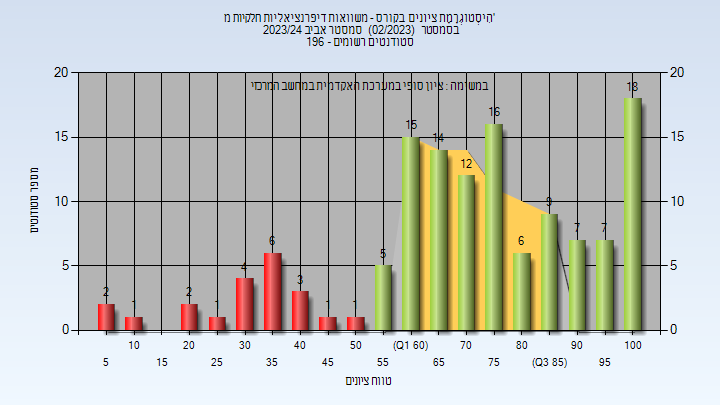 הִיסְטוֹגְרַמַת ציונים בקורס - משוואות דיפרנציאליות חלקיות מ'
בסמסטר (02/2023) סמסטר אביב 2023/24
סטודנטים רשומים - 196
במשימה : ציון סופי במערכת האקדמית במחשב המרכזי
20 20
15 15
10 10
5 5
0 0
2 1 2 1 4 6 3 1 1 5 15 14 12 16 6 9 7 7 18
מספר סטודנטים
10 20 30 40 50 (Q1 60) 70 80 90 100
5 15 25 35 45 55 65 75 (Q3 85) 95
טווח ציונים